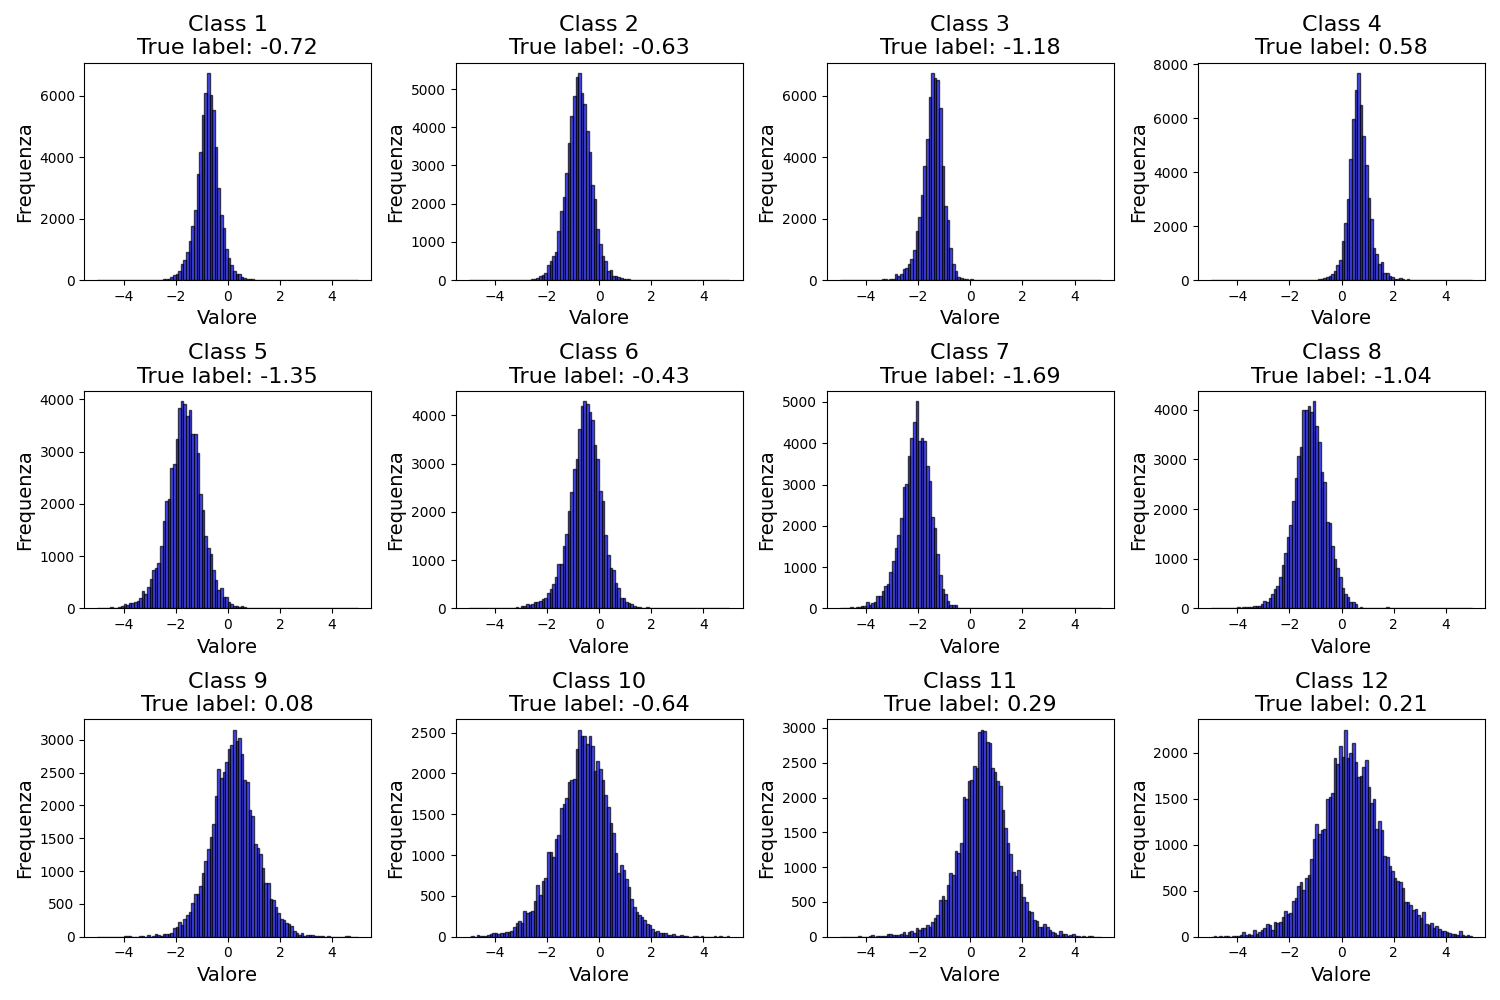 Class 1
True label: -0.72
Class 2
True label: -0.63
Class 3
True label: -1.18
Class 4
True label: 0.58
Frequenza
6000
4000
2000
0
−4 −2 0 2 4
Valore
Frequenza
5000
4000
3000
2000
1000
0
−4 −2 0 2 4
Valore
Frequenza
6000
4000
2000
0
−4 −2 0 2 4
Valore
Frequenza
8000
6000
4000
2000
0
−4 −2 0 2 4
Valore
Class 5
True label: -1.35
Class 6
True label: -0.43
Class 7
True label: -1.69
Class 8
True label: -1.04
Frequenza
4000
3000
2000
1000
0
−4 −2 0 2 4
Valore
Frequenza
4000
3000
2000
1000
0
−4 −2 0 2 4
Valore
Frequenza
5000
4000
3000
2000
1000
0
−4 −2 0 2 4
Valore
Frequenza
4000
3000
2000
1000
0
−4 −2 0 2 4
Valore
Class 9
True label: 0.08
Class 10
True label: -0.64
Class 11
True label: 0.29
Class 12
True label: 0.21
Frequenza
3000
2500
2000
1500
1000
500
0
−4 −2 0 2 4
Valore
Frequenza
2500
2000
1500
1000
500
0
−4 −2 0 2 4
Valore
Frequenza
3000
2500
2000
1500
1000
500
0
−4 −2 0 2 4
Valore
Frequenza
2000
1500
1000
500
0
−4 −2 0 2 4
Valore